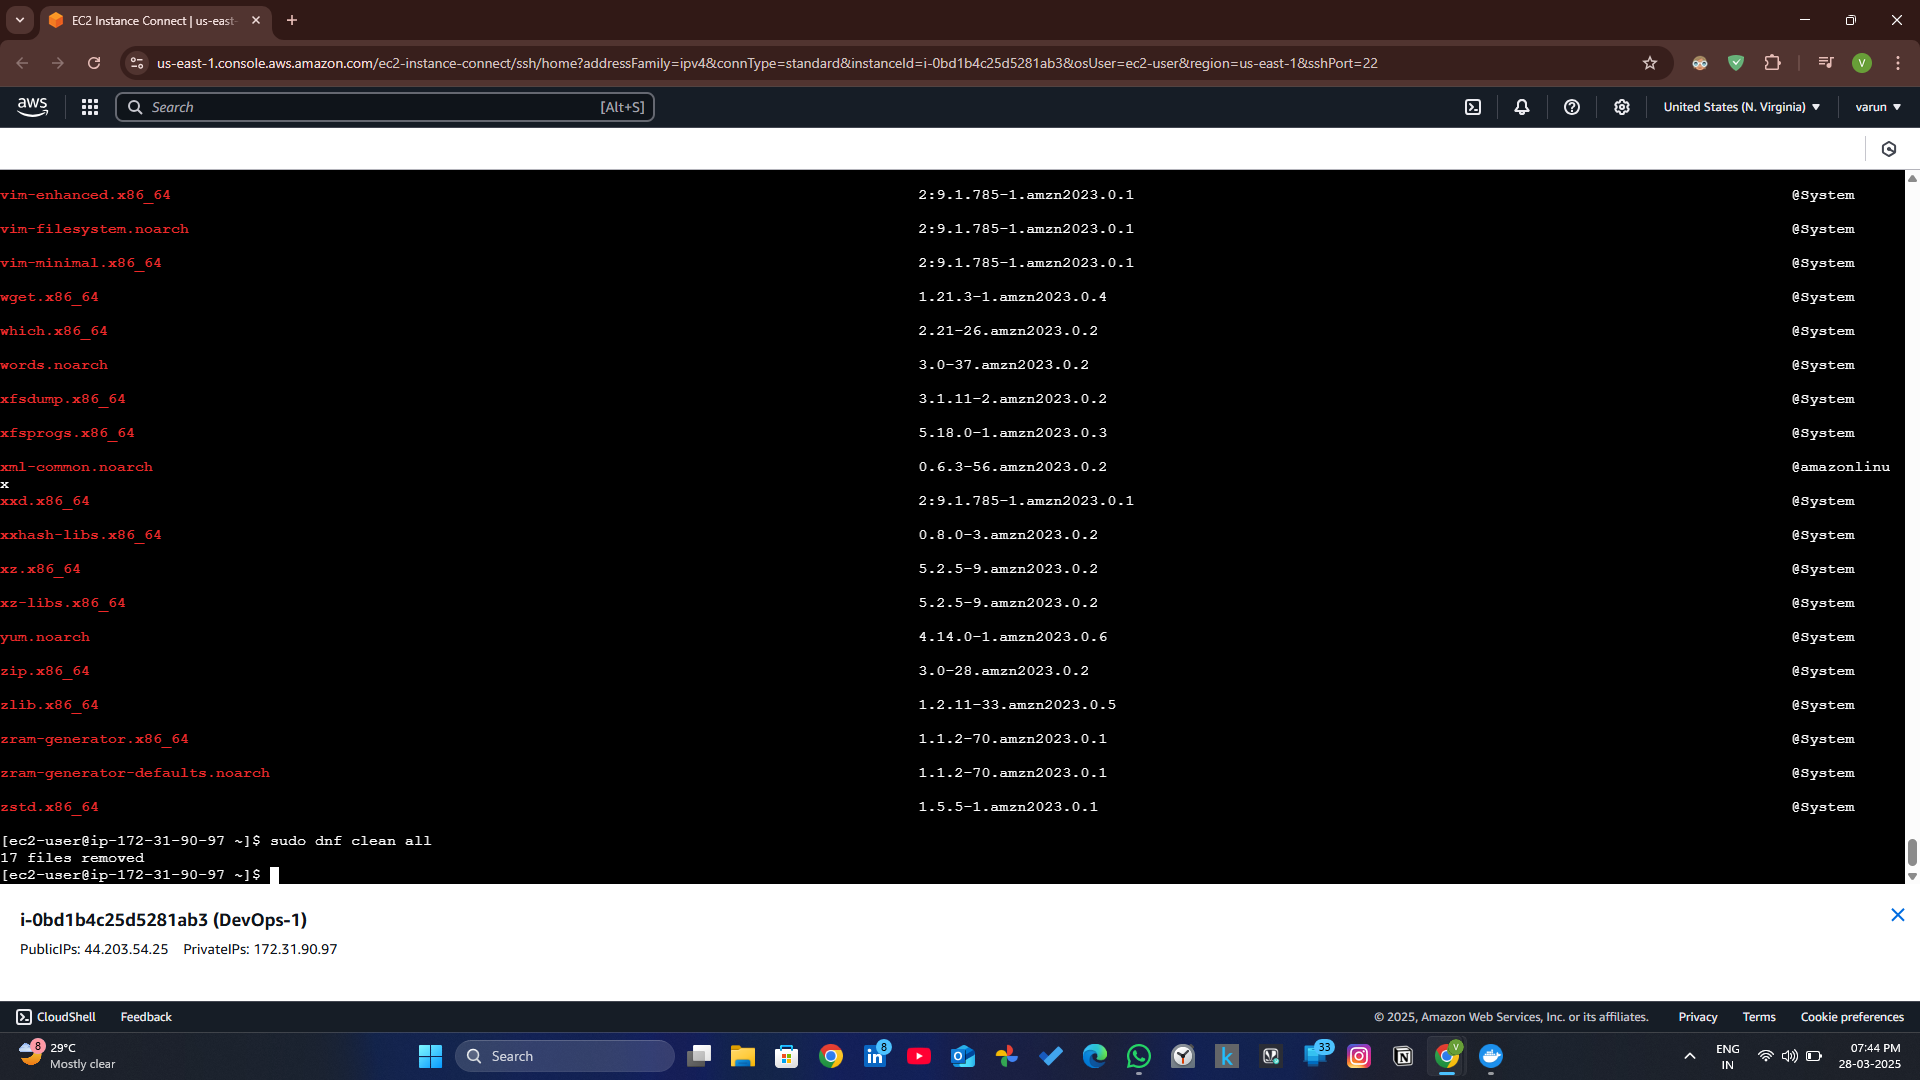 EC2 Instance Connect | us-east-
us-east-1.console.aws.amazon.com/ec2-instance-connect/ssh/home?addressFamily=ipv4&connType=standard&instanceId=i-0bd1b4c25d5281ab3&osUser=ec2-user&region=us-east-1&sshPort=22
V
aws
Search [Alt+S]
United States (N. Virginia)
varun
vim-enhanced.x86_64 2:9.1.785-1.amzn2023.0.1 @System
vim-filesystem.noarch 2:9.1.785-1.amzn2023.0.1 @System
vim-minimal.x86_64 2:9.1.785-1.amzn2023.0.1 @System
wget.x86_64 1.21.3-1.amzn2023.0.4 @System
which.x86_64 2.21-26.amzn2023.0.2 @System
words.noarch 3.0-37.amzn2023.0.2 @System
xfsdump.x86_64 3.1.11-2.amzn2023.0.2 @System
xfsprogs.x86_64 5.18.0-1.amzn2023.0.3 @System
xml-common.noarch 0.6.3-56.amzn2023.0.2 @amazonlinu
x
xxd.x86_64 2:9.1.785-1.amzn2023.0.1 @System
xxhash-libs.x86_64 0.8.0-3.amzn2023.0.2 @System
xz.x86_64 5.2.5-9.amzn2023.0.2 @System
xz-libs.x86_64 5.2.5-9.amzn2023.0.2 @System
yum.noarch 4.14.0-1.amzn2023.0.6 @System
zip.x86_64 3.0-28.amzn2023.0.2 @System
zlib.x86_64 1.2.11-33.amzn2023.0.5 @System
zram-generator.x86_64 1.1.2-70.amzn2023.0.1 @System
zram-generator-defaults.noarch 1.1.2-70.amzn2023.0.1 @System
zstd.x86_64 1.5.5-1.amzn2023.0.1 @System
[ec2-user@ip-172-31-90-97 ~]$ sudo dnf clean all
17 files removed
[ec2-user@ip-172-31-90-97 ~]$
i-0bd1b4c25d5281ab3 (DevOps-1)
PublicIPs: 44.203.54.25 PrivateIPs: 172.31.90.97
CloudShell Feedback © 2025, Amazon Web Services, Inc. or its affiliates. Privacy Terms Cookie preferences
8
29°C
Mostly clear
Search
8
33
V
ENG
IN
07:44 PM
28-03-2025